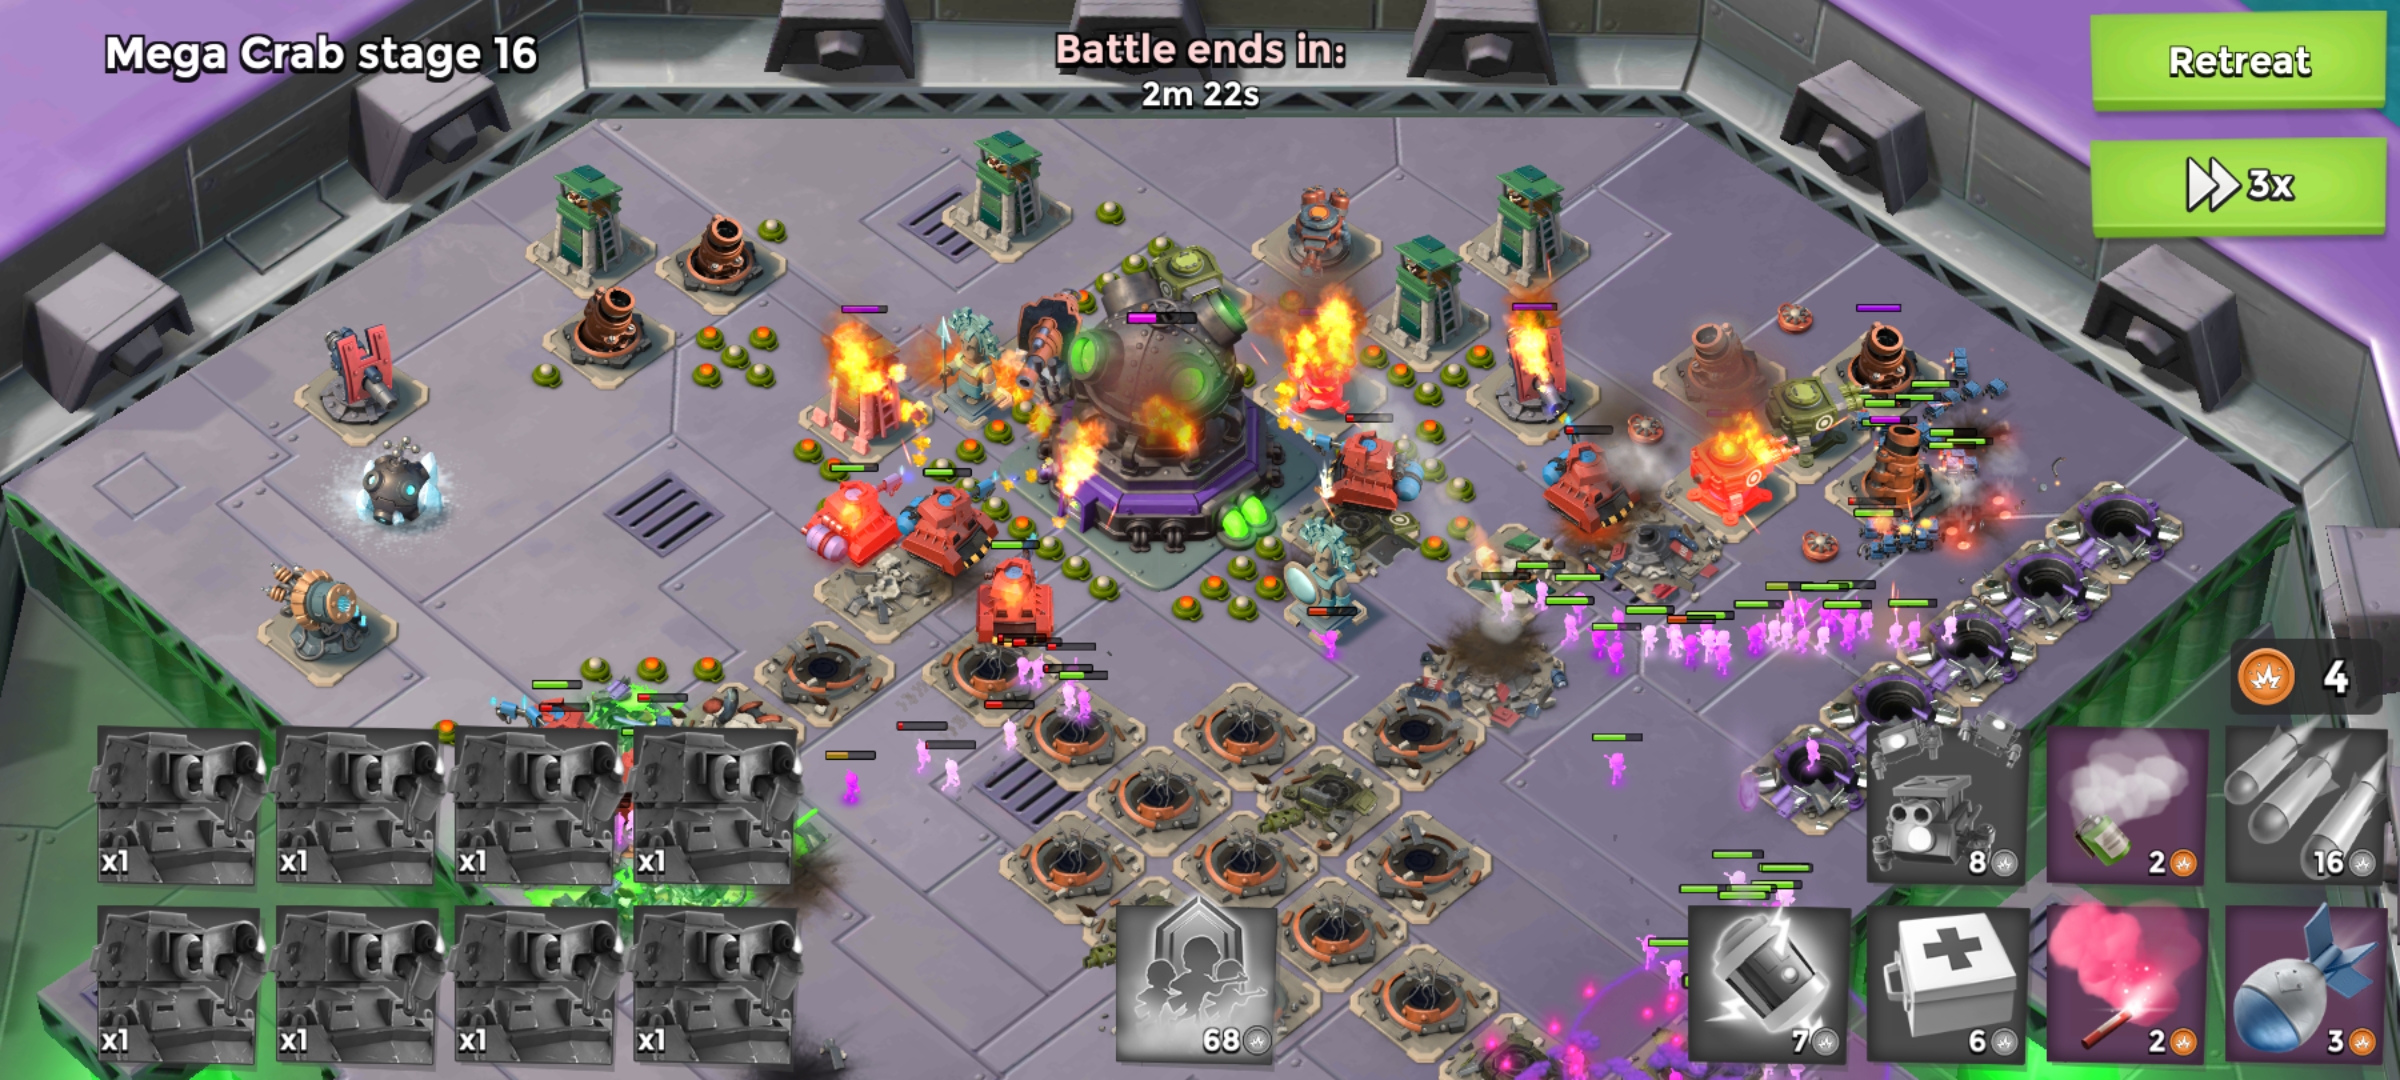 Mega Crab stage 16
Battle ends in:
2m 22s
Retreat
3x
4
x1
x1
x1
x1
8
2
16
x1
x1
x1
x1
68
7
6
2
3